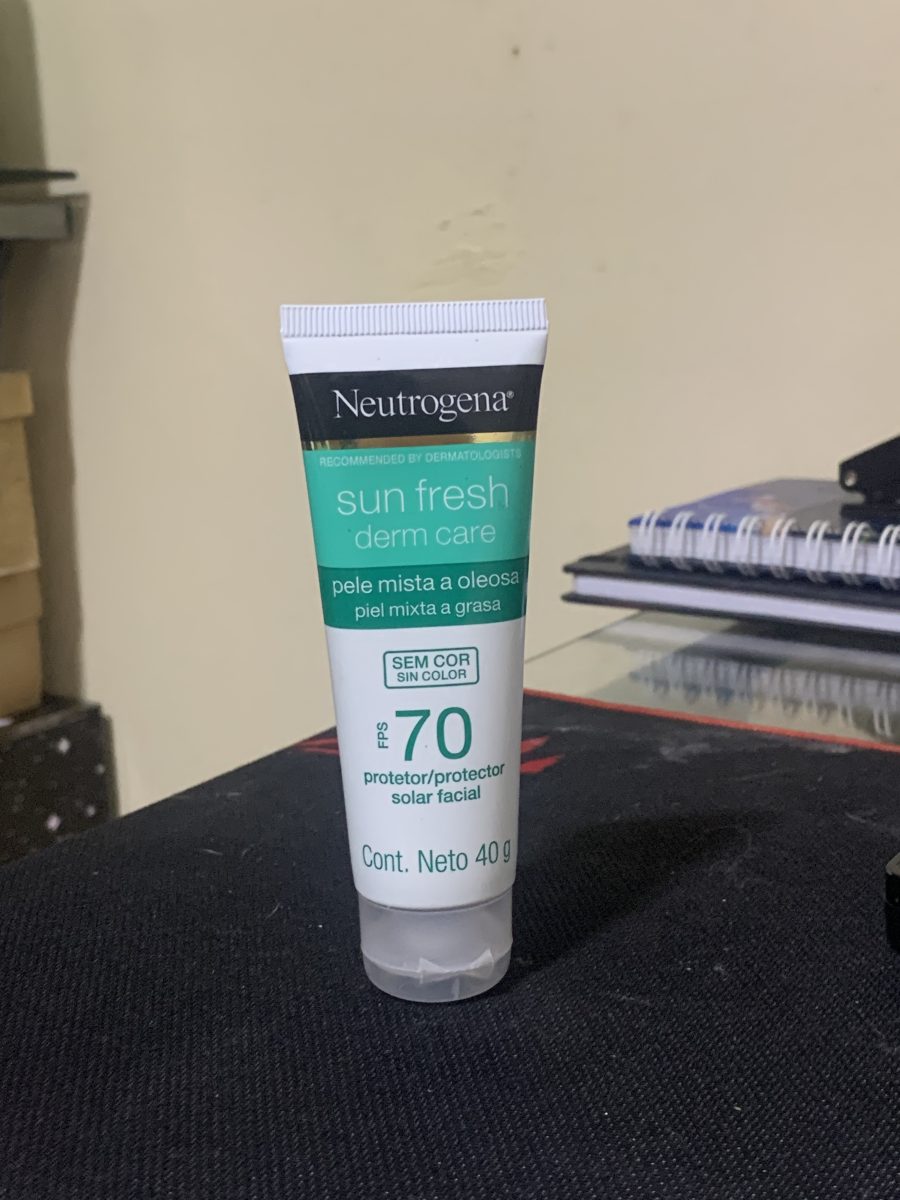 Neutrogena®
RECOMMENDED BY DERMATOLOGISTS
sun fresh
derm care
pele mista a oleosa
piel mixta a grasa
SEM COR
SIN COLOR
FPS 70
protetor/protector
solar facial
Cont. Neto 40 g